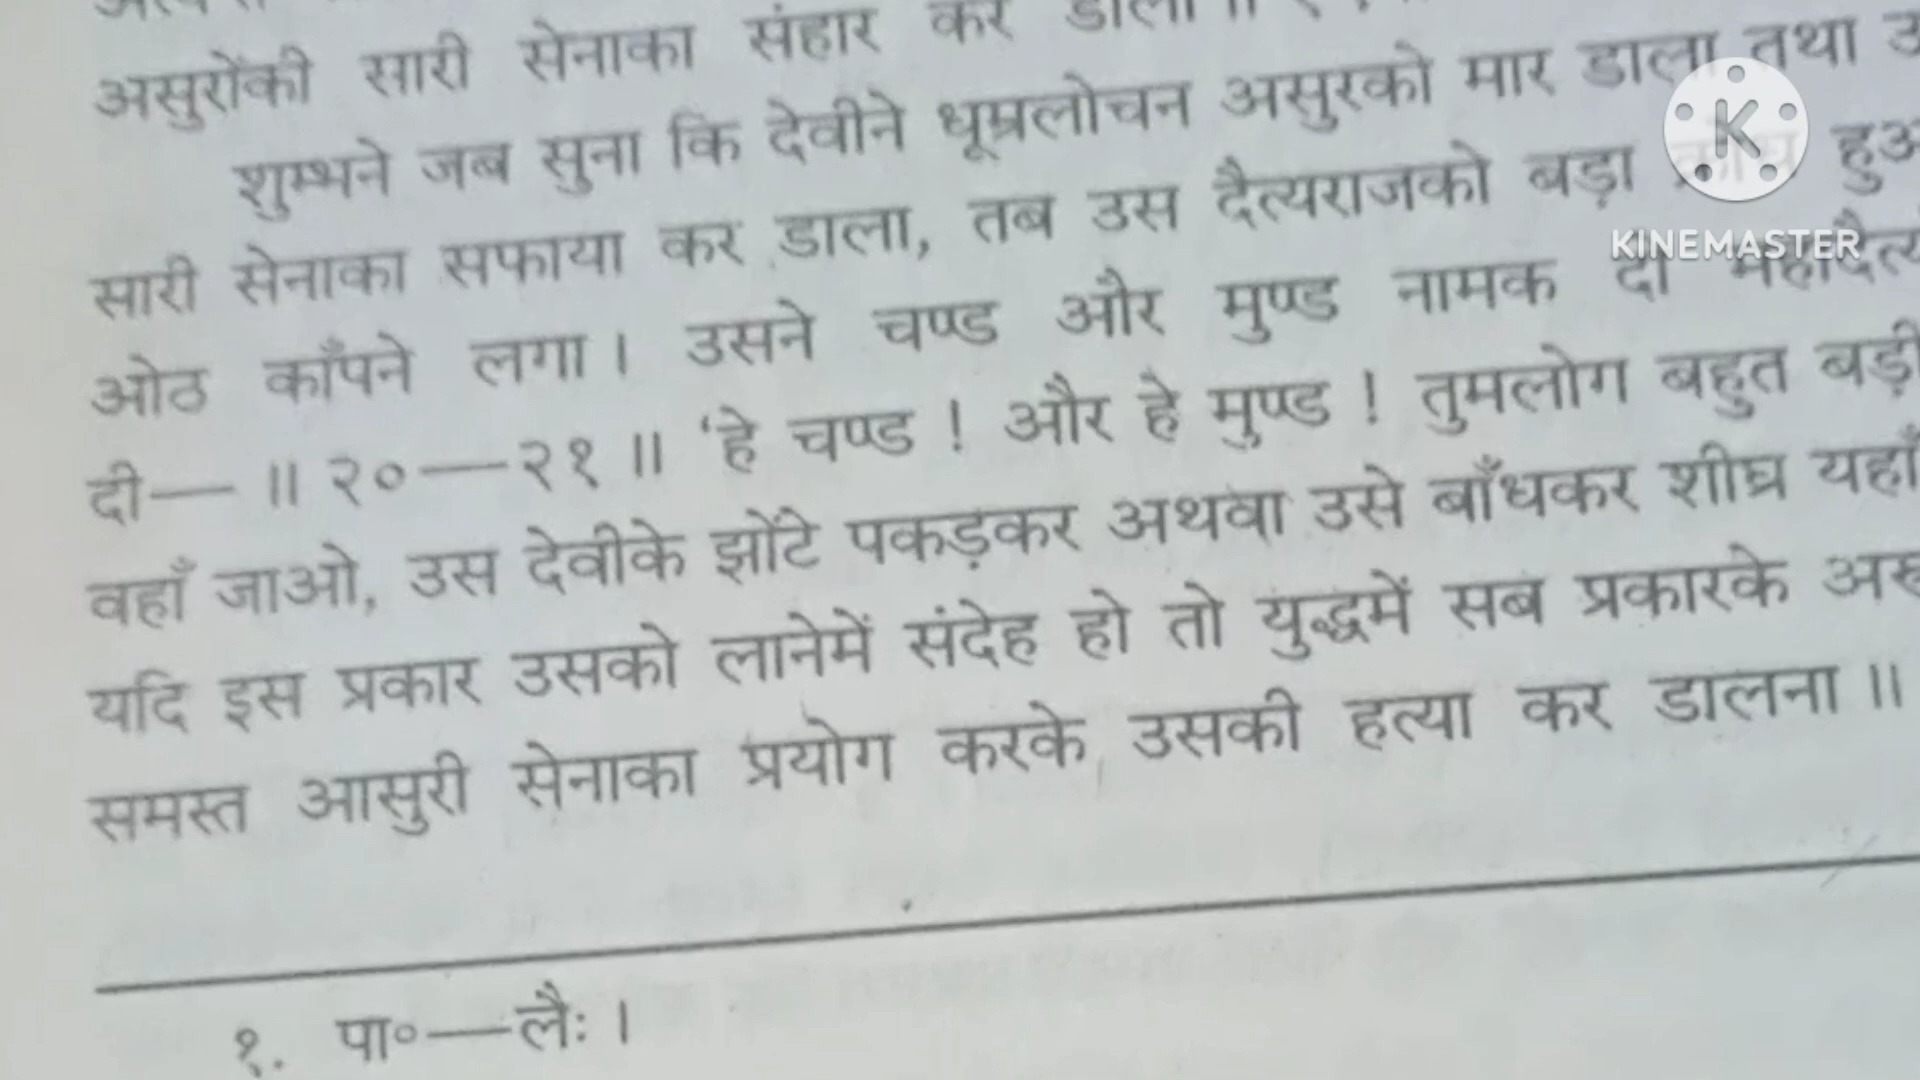 असुरोंकी सारी सेनाका संहार कर डाला ॥
शुम्भने जब सुना कि देवीने धूम्रलोचन असुरको मार डाला तथा
सारी सेनाका सफाया कर डाला, तब उस दैत्यराजको बड़ा
ओठ काँपने लगा । उसने चण्ड और मुण्ड नामक दो
दी— ॥ २०—२१ ॥ 'हे चण्ड ! और हे मुण्ड ! तुमलोग बहुत बड़ी
वहाँ जाओ, उस देवीके झोंटे पकड़कर अथवा उसे बाँधकर शीघ्र यहाँ
यदि इस प्रकार उसको लानेमें संदेह हो तो युद्धमें सब प्रकारके
समस्त आसुरी सेनाका प्रयोग करके उसकी हत्या कर डालना ॥
१. पा०—लैः ।
KINEMASTER